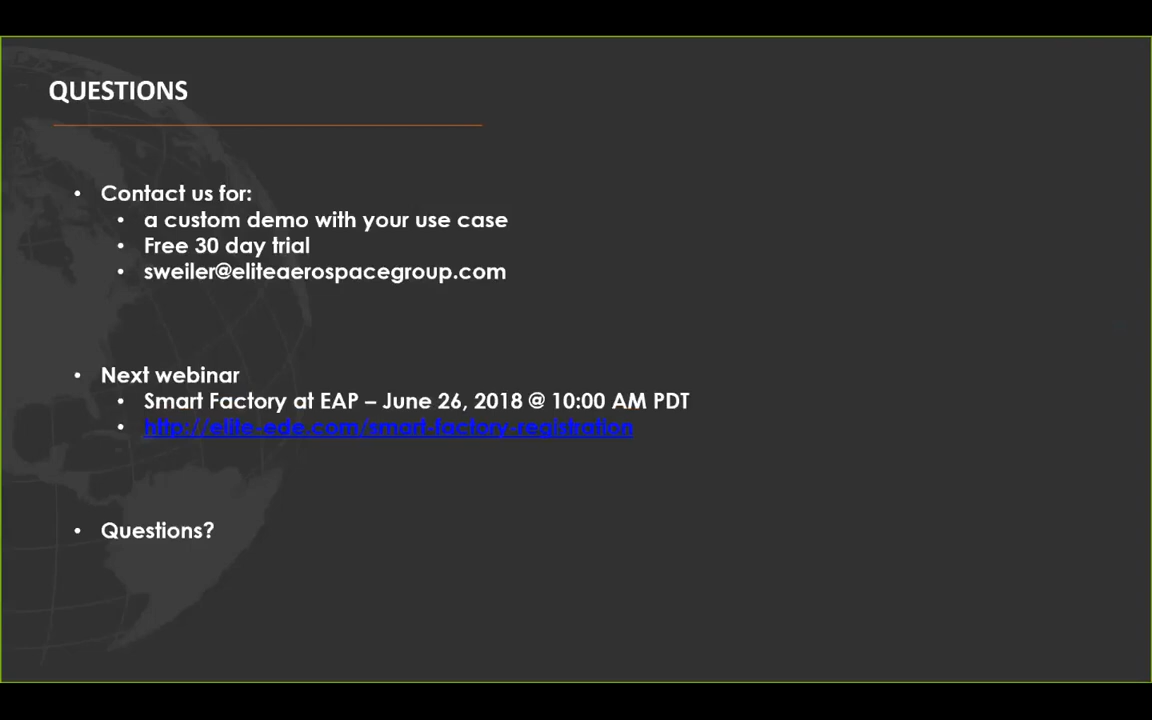 QUESTIONS
• Contact us for:
• a custom demo with your use case
• Free 30 day trial
• sweiler@eliteaerospacegroup.com
• Next webinar
• Smart Factory at EAP – June 26, 2018 @ 10:00 AM PDT
• http://elite-ede.com/smart-factory-registration
• Questions?